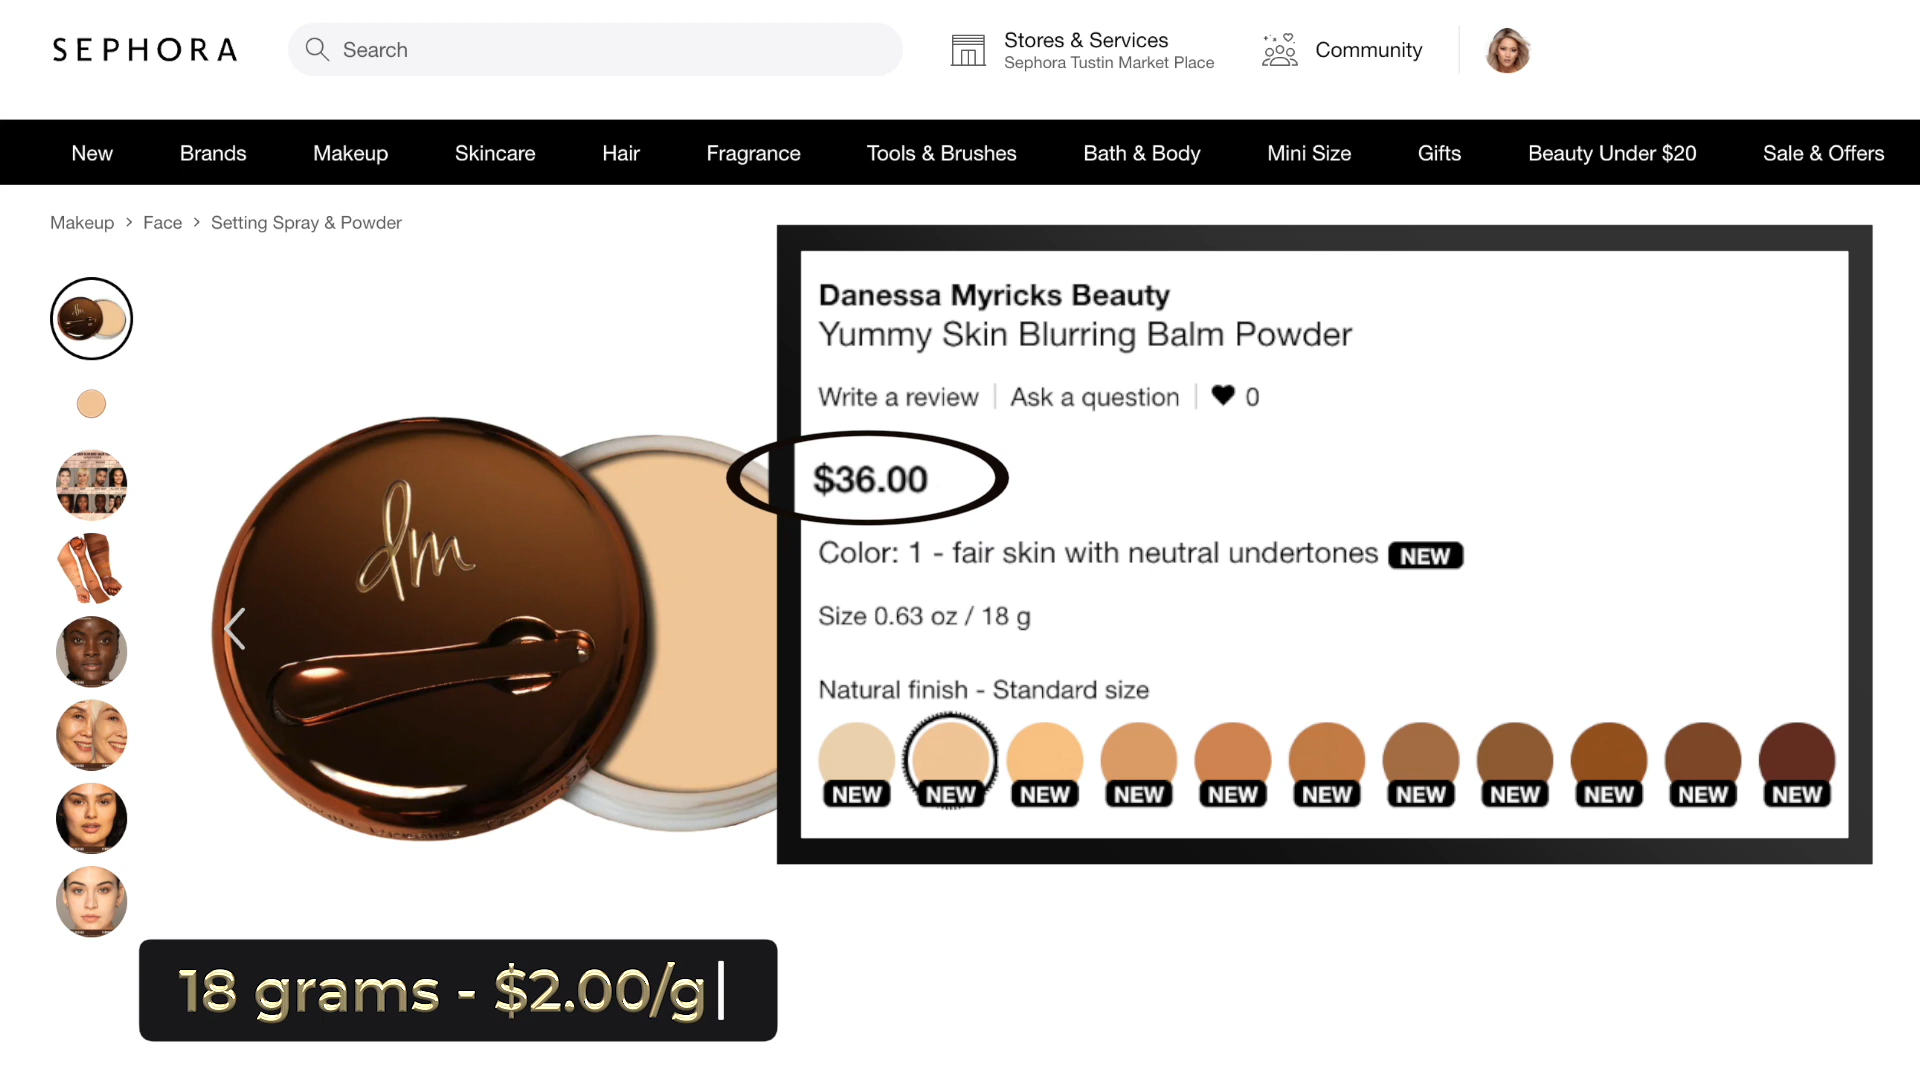 SEPHORA
Search
Stores & Services
Sephora Tustin Market Place
Community
New
Brands
Makeup
Skincare
Hair
Fragrance
Tools & Brushes
Bath & Body
Mini Size
Gifts
Beauty Under $20
Sale & Offers
Makeup > Face > Setting Spray & Powder
Danessa Myricks Beauty
Yummy Skin Blurring Balm Powder
Write a review | Ask a question | ♥ 0
$36.00
Color: 1 - fair skin with neutral undertones NEW
Size 0.63 oz / 18 g
Natural finish - Standard size
NEW
NEW
NEW
NEW
NEW
NEW
NEW
NEW
NEW
NEW
NEW
dm
18 grams - $2.00/g